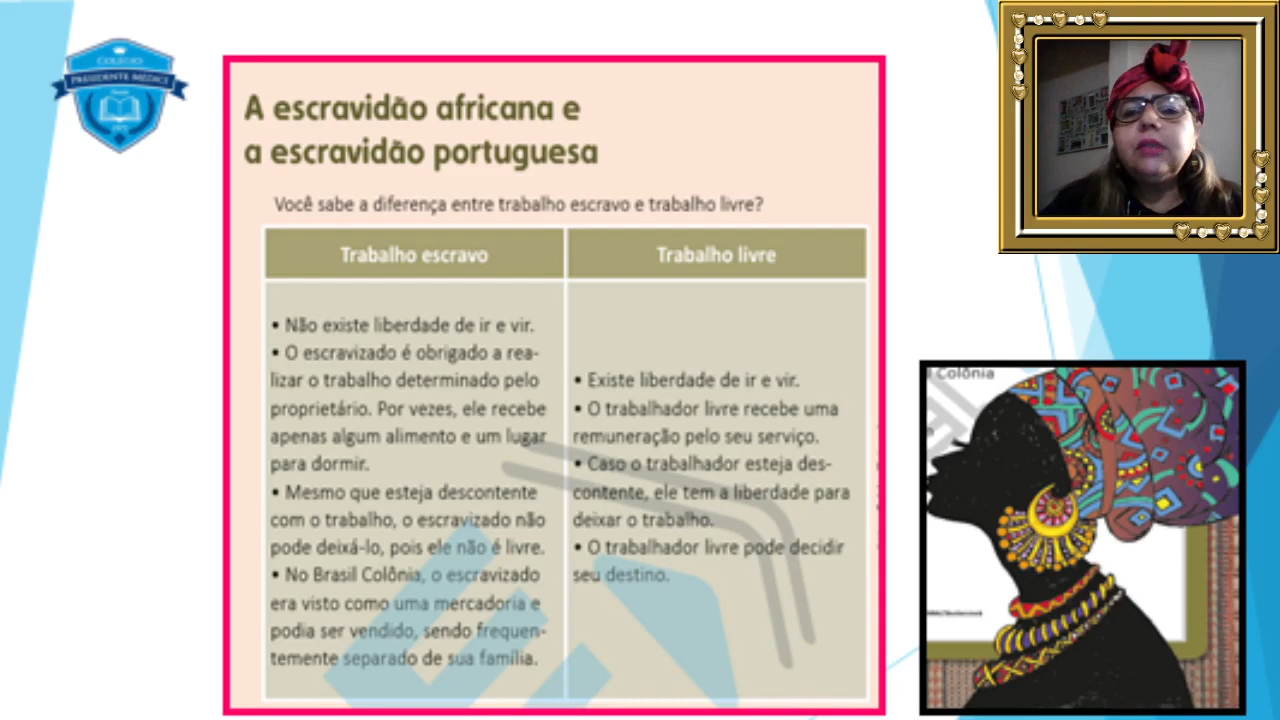 COLÉGIO
PRESIDENTE MÉDICI
A escravidão africana e
a escravidão portuguesa
Você sabe a diferença entre trabalho escravo e trabalho livre?
Trabalho escravo
• Não existe liberdade de ir e vir.
• O escravizado é obrigado a rea-
lizar o trabalho determinado pelo
proprietário. Por vezes, ele recebe
apenas algum alimento e um lugar
para dormir.
• Mesmo que esteja descontente
com o trabalho, o escravizado não
pode deixá-lo, pois ele não é livre.
• No Brasil Colônia, o escravizado
era visto como uma mercadoria e
podia ser vendido, sendo frequen-
temente separado de sua família.
Trabalho livre
• Existe liberdade de ir e vir.
• O trabalhador livre recebe uma
remuneração pelo seu serviço.
• Caso o trabalhador esteja des-
contente, ele tem a liberdade para
deixar o trabalho.
• O trabalhador livre pode decidir
seu destino.
l Colônia